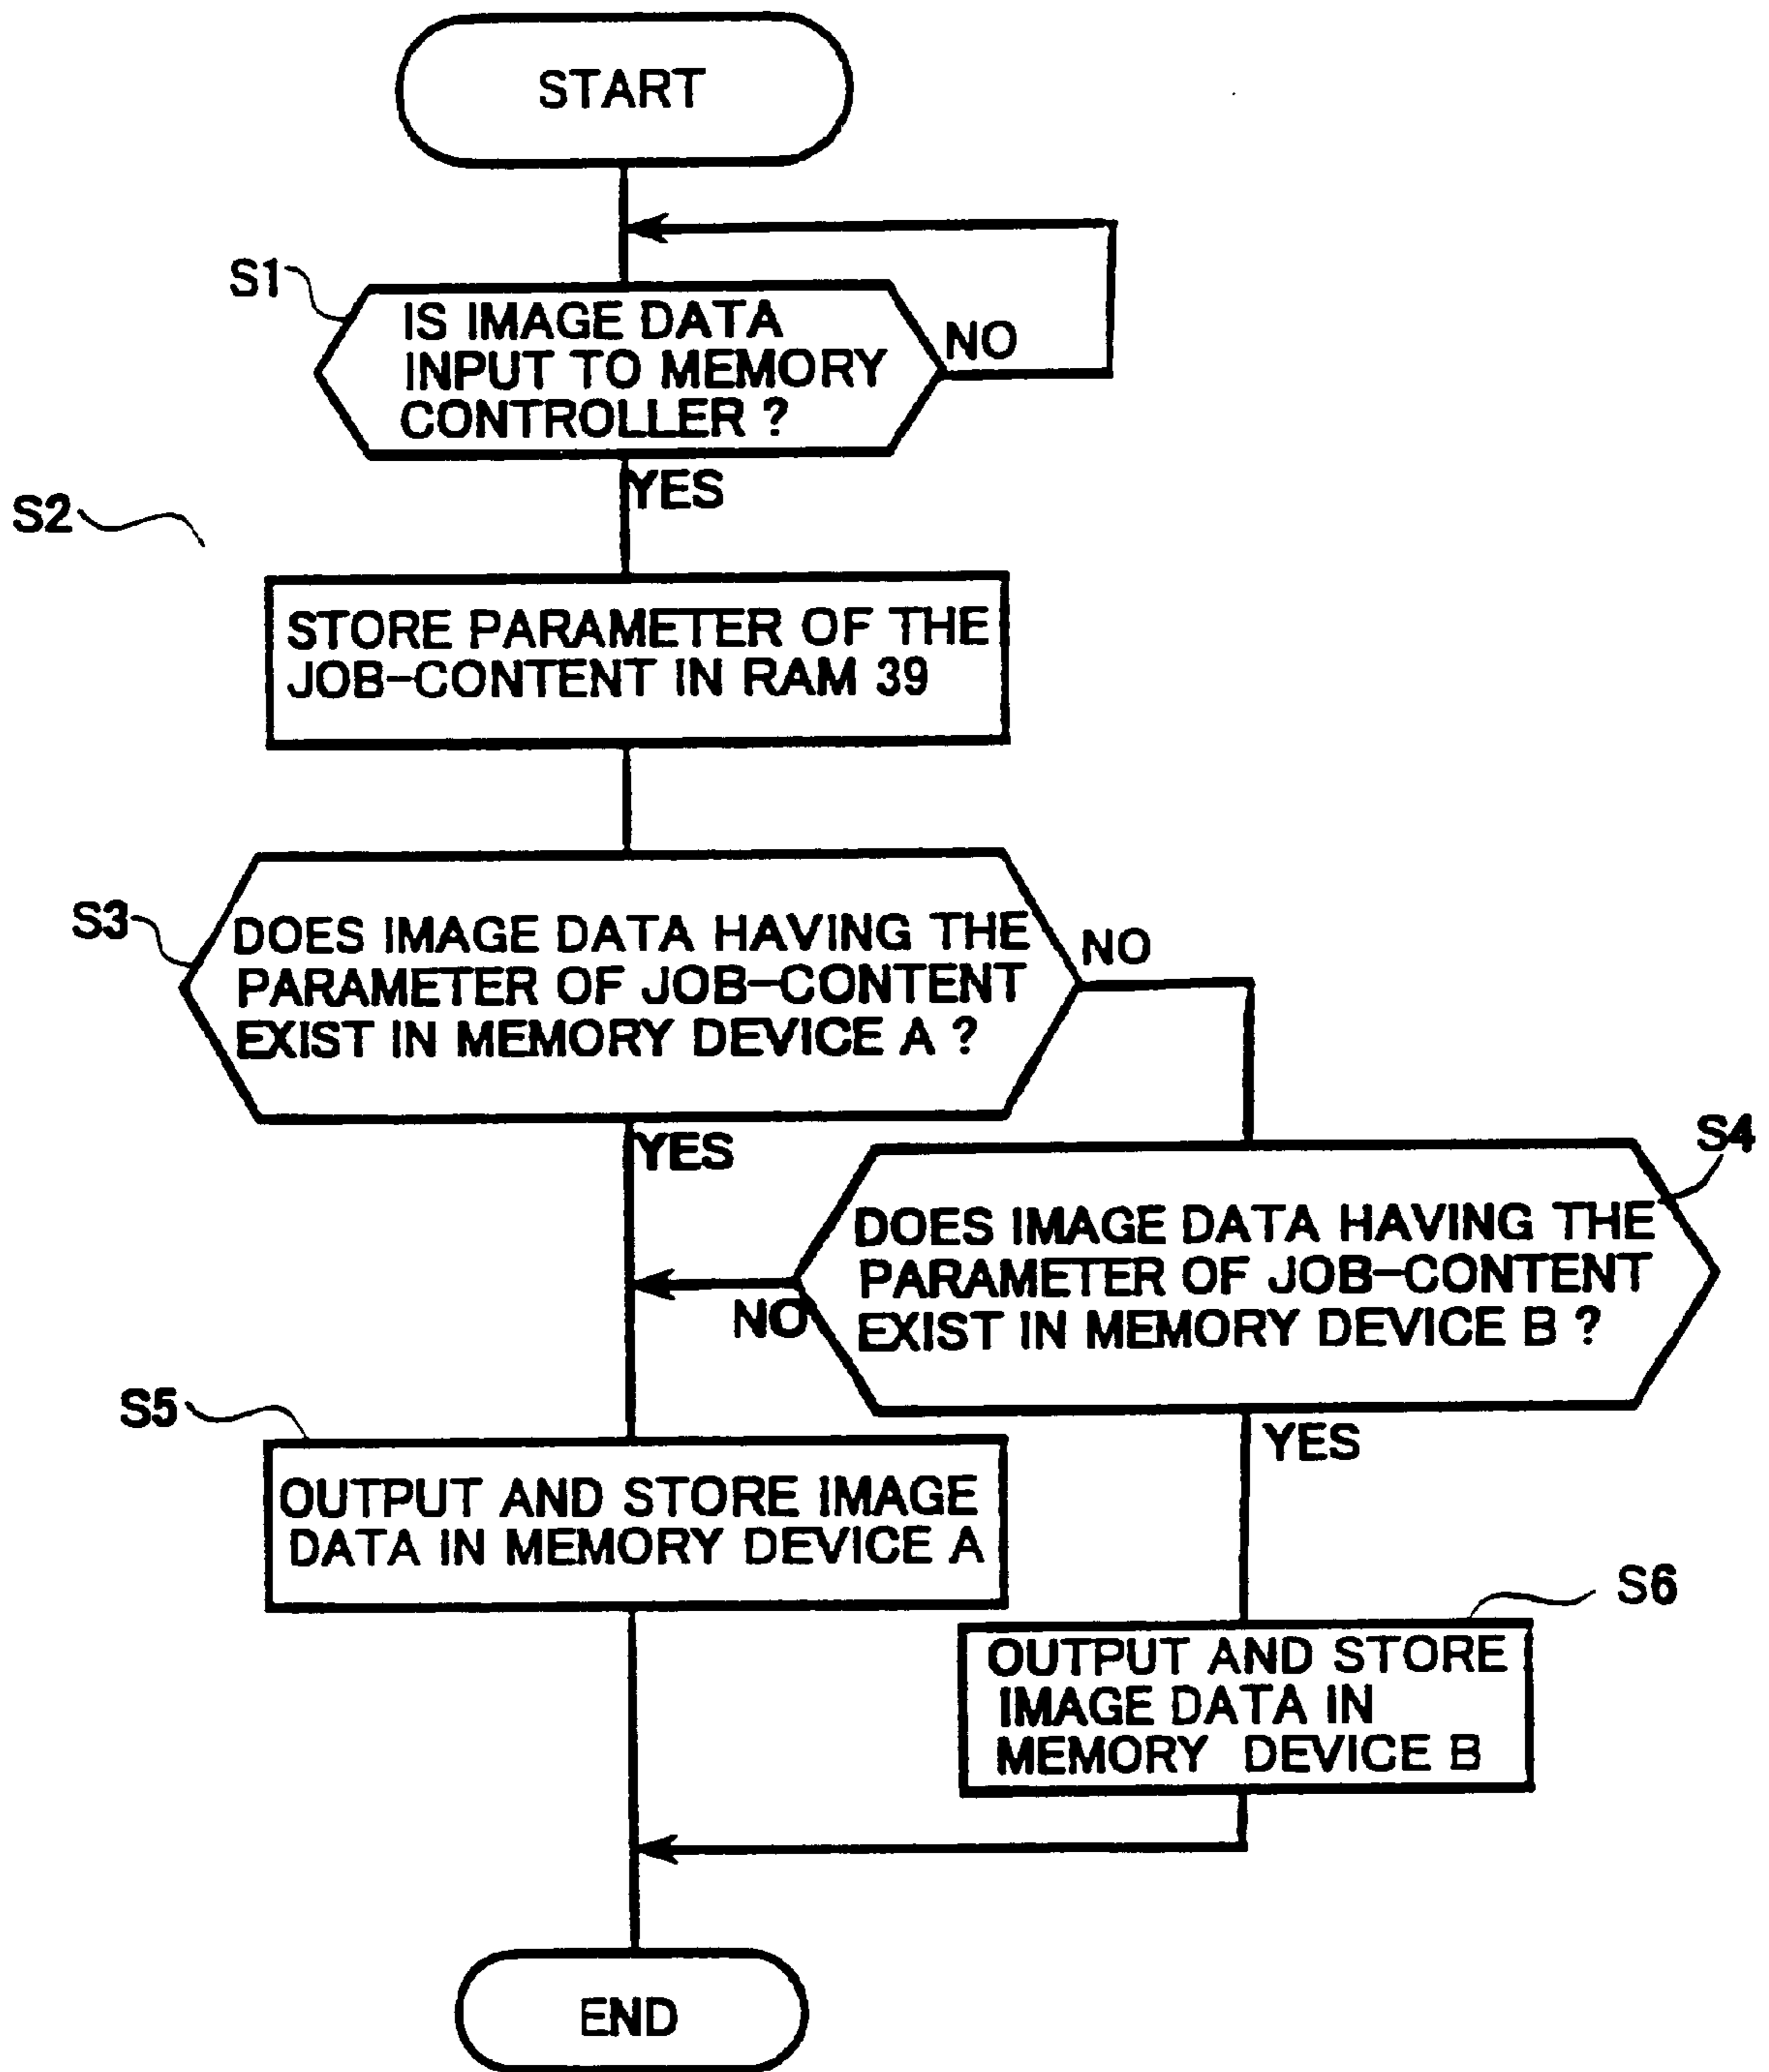 START
S1
IS IMAGE DATA
INPUT TO MEMORY
CONTROLLER ?
NO
YES
S2
STORE PARAMETER OF THE
JOB-CONTENT IN RAM 39
S3
DOES IMAGE DATA HAVING THE
PARAMETER OF JOB-CONTENT
EXIST IN MEMORY DEVICE A ?
NO
YES
S4
DOES IMAGE DATA HAVING THE
PARAMETER OF JOB-CONTENT
EXIST IN MEMORY DEVICE B ?
NO
YES
S5
OUTPUT AND STORE IMAGE
DATA IN MEMORY DEVICE A
S6
OUTPUT AND STORE
IMAGE DATA IN
MEMORY DEVICE B
END